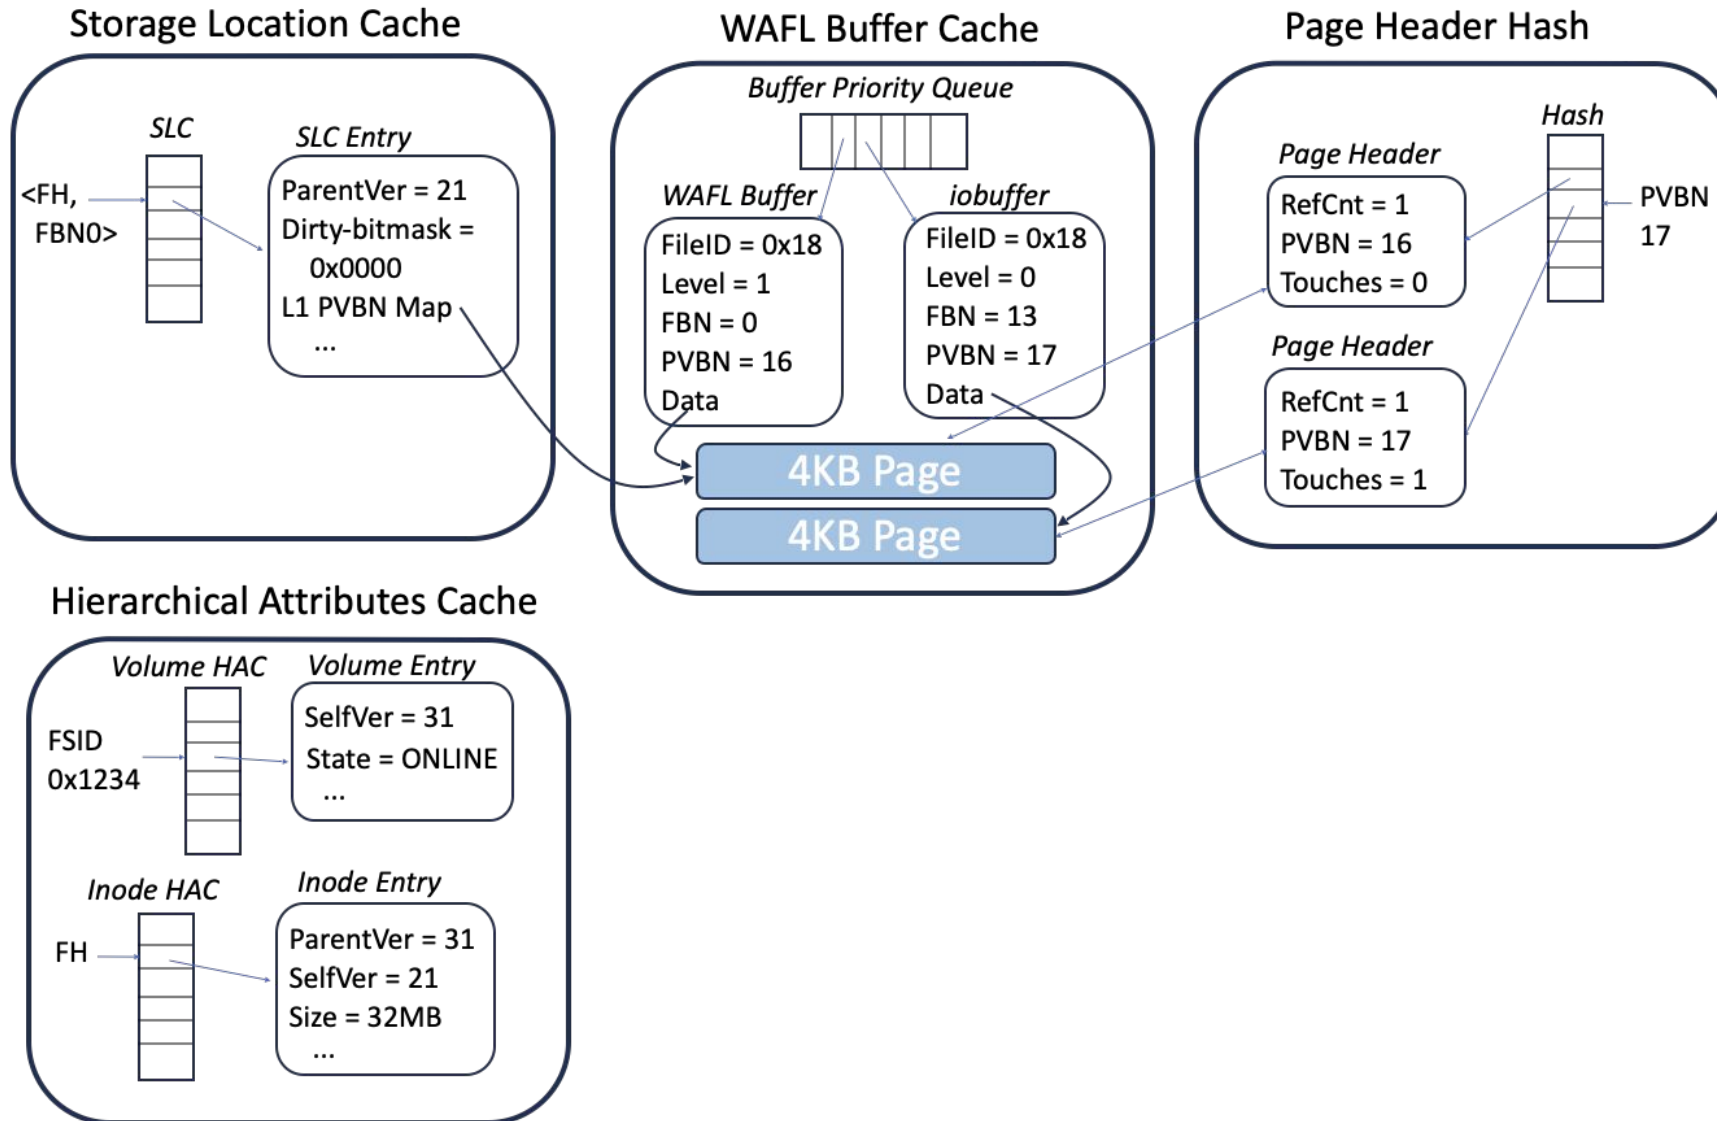 Storage Location Cache
SLC
SLC Entry
<FH,
FBN0>
ParentVer = 21
Dirty-bitmask =
0x0000
L1 PVBN Map
...
WAFL Buffer Cache
Buffer Priority Queue
WAFL Buffer
FileID = 0x18
Level = 1
FBN = 0
PVBN = 16
Data
iobuffer
FileID = 0x18
Level = 0
FBN = 13
PVBN = 17
Data
4KB Page
4KB Page
Page Header Hash
Hash
Page Header
RefCnt = 1
PVBN = 16
Touches = 0
PVBN
17
Page Header
RefCnt = 1
PVBN = 17
Touches = 1
Hierarchical Attributes Cache
Volume HAC
Volume Entry
FSID
0x1234
SelfVer = 31
State = ONLINE
...
Inode HAC
Inode Entry
FH
ParentVer = 31
SelfVer = 21
Size = 32MB
...